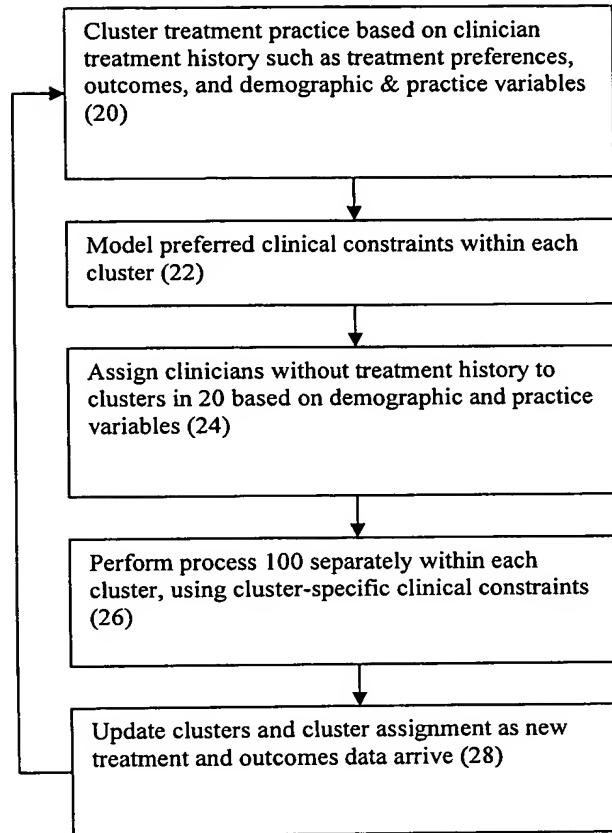 Cluster treatment practice based on clinician
treatment history such as treatment preferences,
outcomes, and demographic & practice variables
(20)
Model preferred clinical constraints within each
cluster (22)
Assign clinicians without treatment history to
clusters in 20 based on demographic and practice
variables (24)
Perform process 100 separately within each
cluster, using cluster-specific clinical constraints
(26)
Update clusters and cluster assignment as new
treatment and outcomes data arrive (28)